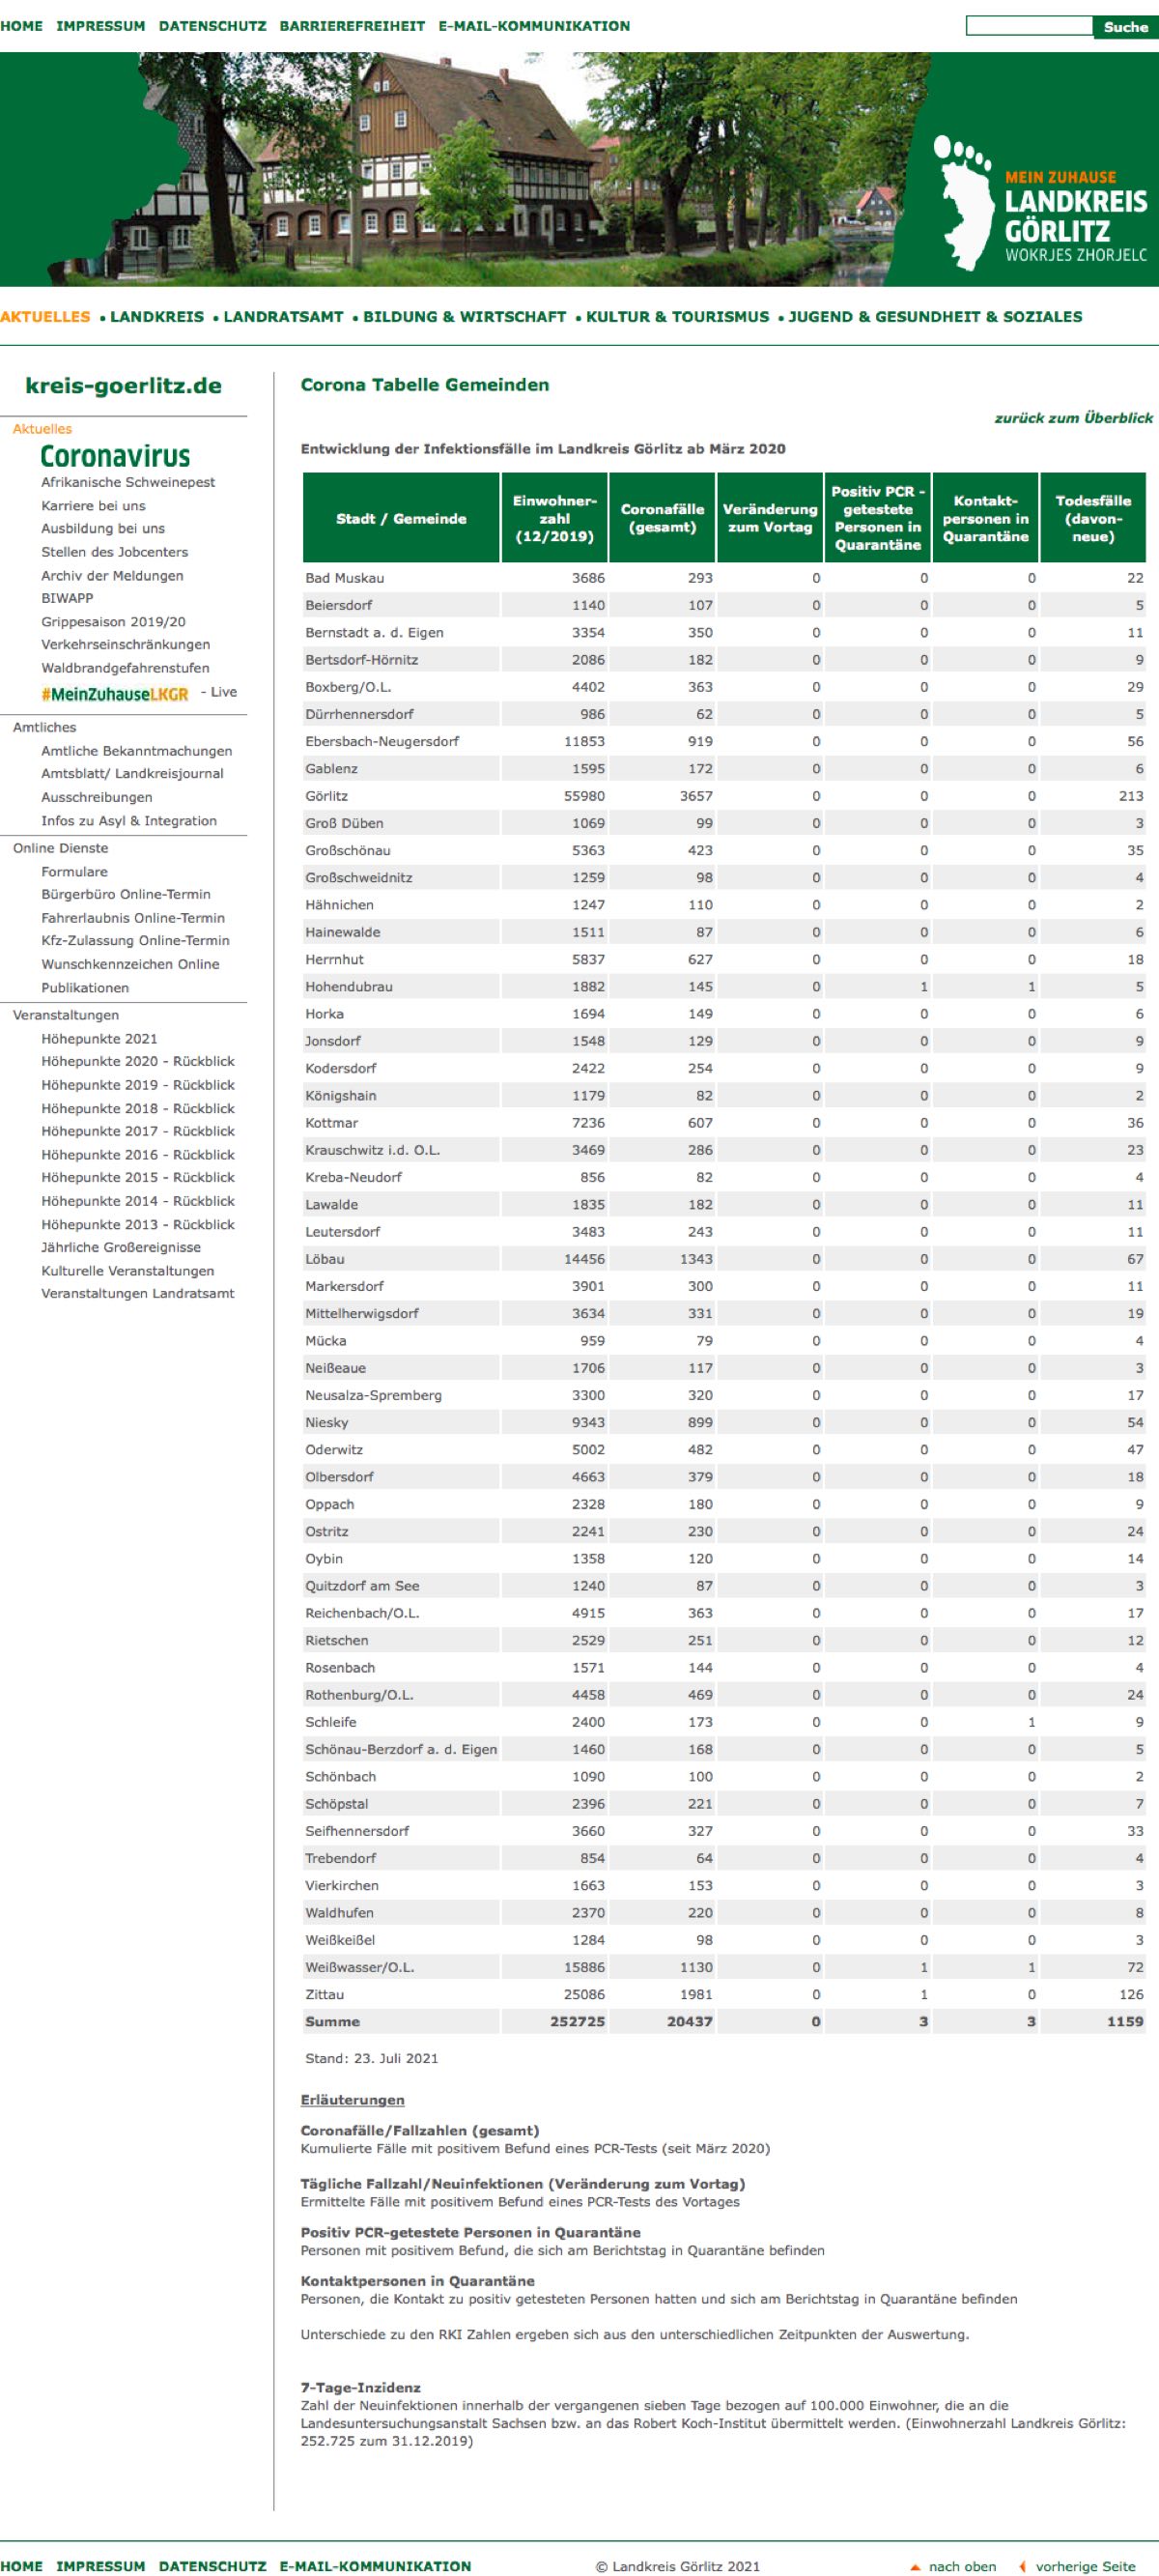 HOME IMPRESSUM DATENSCHUTZ BARRIEREFREIHEIT E-MAIL-KOMMUNIKATION Suche
MEIN ZUHAUSE
LANDKREIS
GÖRLITZ
WOKRJES ZHORJELC
AKTUELLES • LANDKREIS • LANDRATSAMT • BILDUNG & WIRTSCHAFT • KULTUR & TOURISMUS • JUGEND & GESUNDHEIT & SOZIALES
kreis-goerlitz.de
Aktuelles
Coronavirus
Afrikanische Schweinepest
Karriere bei uns
Ausbildung bei uns
Stellen des Jobcenters
Archiv der Meldungen
BIWAPP
Grippesaison 2019/20
Verkehrseinschränkungen
Waldbrandgefahrenstufen
#MeinZuhauseLKGR - Live
Amtliches
Amtliche Bekanntmachungen
Amtsblatt/ Landkreisjournal
Ausschreibungen
Infos zu Asyl & Integration
Online Dienste
Formulare
Bürgerbüro Online-Termin
Fahrerlaubnis Online-Termin
Kfz-Zulassung Online-Termin
Wunschkennzeichen Online
Publikationen
Veranstaltungen
Höhepunkte 2021
Höhepunkte 2020 - Rückblick
Höhepunkte 2019 - Rückblick
Höhepunkte 2018 - Rückblick
Höhepunkte 2017 - Rückblick
Höhepunkte 2016 - Rückblick
Höhepunkte 2015 - Rückblick
Höhepunkte 2014 - Rückblick
Höhepunkte 2013 - Rückblick
Jährliche Großereignisse
Kulturelle Veranstaltungen
Veranstaltungen Landratsamt
Corona Tabelle Gemeinden
zurück zum Überblick
Entwicklung der Infektionsfälle im Landkreis Görlitz ab März 2020
Stadt / Gemeinde
Einwohner-
zahl
(12/2019)
Coronafälle
(gesamt)
Veränderung
zum Vortag
Positiv PCR -
getestete
Personen in
Quarantäne
Kontakt-
personen in
Quarantäne
Todesfälle
(davon-
neue)
Bad Muskau 3686 293 0 0 0 22
Beiersdorf 1140 107 0 0 0 5
Bernstadt a. d. Eigen 3354 350 0 0 0 11
Bertsdorf-Hörnitz 2086 182 0 0 0 9
Boxberg/O.L. 4402 363 0 0 0 29
Dürrhennersdorf 986 62 0 0 0 5
Ebersbach-Neugersdorf 11853 919 0 0 0 56
Gablenz 1595 172 0 0 0 6
Görlitz 55980 3657 0 0 0 213
Groß Düben 1069 99 0 0 0 3
Großschönau 5363 423 0 0 0 35
Großschweidnitz 1259 98 0 0 0 4
Hähnichen 1247 110 0 0 0 2
Hainewalde 1511 87 0 0 0 6
Herrnhut 5837 627 0 0 0 18
Hohendubrau 1882 145 0 1 1 5
Horka 1694 149 0 0 0 6
Jonsdorf 1548 129 0 0 0 9
Kodersdorf 2422 254 0 0 0 9
Königshain 1179 82 0 0 0 2
Kottmar 7236 607 0 0 0 36
Krauschwitz i.d. O.L. 3469 286 0 0 0 23
Kreba-Neudorf 856 82 0 0 0 4
Lawalde 1835 182 0 0 0 11
Leutersdorf 3483 243 0 0 0 11
Löbau 14456 1343 0 0 0 67
Markersdorf 3901 300 0 0 0 11
Mittelherwigsdorf 3634 331 0 0 0 19
Mücka 959 79 0 0 0 4
Neißeaue 1706 117 0 0 0 3
Neusalza-Spremberg 3300 320 0 0 0 17
Niesky 9343 899 0 0 0 54
Oderwitz 5002 482 0 0 0 47
Olbersdorf 4663 379 0 0 0 18
Oppach 2328 180 0 0 0 9
Ostritz 2241 230 0 0 0 24
Oybin 1358 120 0 0 0 14
Quitzdorf am See 1240 87 0 0 0 3
Reichenbach/O.L. 4915 363 0 0 0 17
Rietschen 2529 251 0 0 0 12
Rosenbach 1571 144 0 0 0 4
Rothenburg/O.L. 4458 469 0 0 0 24
Schleife 2400 173 0 0 1 9
Schönau-Berzdorf a. d. Eigen 1460 168 0 0 0 5
Schönbach 1090 100 0 0 0 2
Schöpstal 2396 221 0 0 0 7
Seifhennersdorf 3660 327 0 0 0 33
Trebendorf 854 64 0 0 0 4
Vierkirchen 1663 153 0 0 0 3
Waldhufen 2370 220 0 0 0 8
Weißkeißel 1284 98 0 0 0 3
Weißwasser/O.L. 15886 1130 0 1 1 72
Zittau 25086 1981 0 1 0 126
Summe 252725 20437 0 3 3 1159
Stand: 23. Juli 2021
Erläuterungen
Coronafälle/Fallzahlen (gesamt)
Kumulierte Fälle mit positivem Befund eines PCR-Tests (seit März 2020)
Tägliche Fallzahl/Neuinfektionen (Veränderung zum Vortag)
Ermittelte Fälle mit positivem Befund eines PCR-Tests des Vortages
Positiv PCR-getestete Personen in Quarantäne
Personen mit positivem Befund, die sich am Berichtstag in Quarantäne befinden
Kontaktpersonen in Quarantäne
Personen, die Kontakt zu positiv getesteten Personen hatten und sich am Berichtstag in Quarantäne befinden
Unterschiede zu den RKI Zahlen ergeben sich aus den unterschiedlichen Zeitpunkten der Auswertung.
7-Tage-Inzidenz
Zahl der Neuinfektionen innerhalb der vergangenen sieben Tage bezogen auf 100.000 Einwohner, die an die
Landesuntersuchungsanstalt Sachsen bzw. an das Robert Koch-Institut übermittelt werden. (Einwohnerzahl Landkreis Görlitz:
252.725 zum 31.12.2019)
HOME IMPRESSUM DATENSCHUTZ E-MAIL-KOMMUNIKATION © Landkreis Görlitz 2021 nach oben vorherige Seite